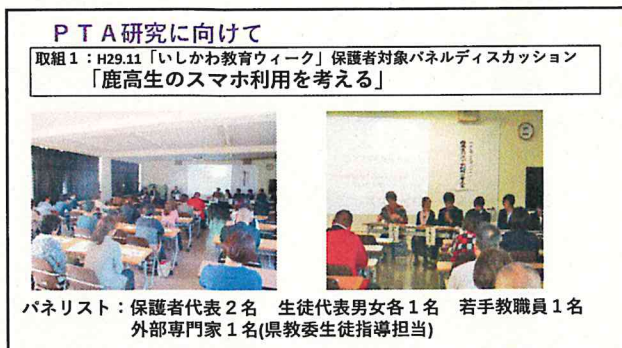 PTA研究に向けて
取組1：H29.11「いしかわ教育ウィーク」保護者対象パネルディスカッション
「鹿高生のスマホ利用を考える」
パネリスト：保護者代表２名　生徒代表男女各１名　若手教職員１名
外部専門家１名(県教委生徒指導担当)